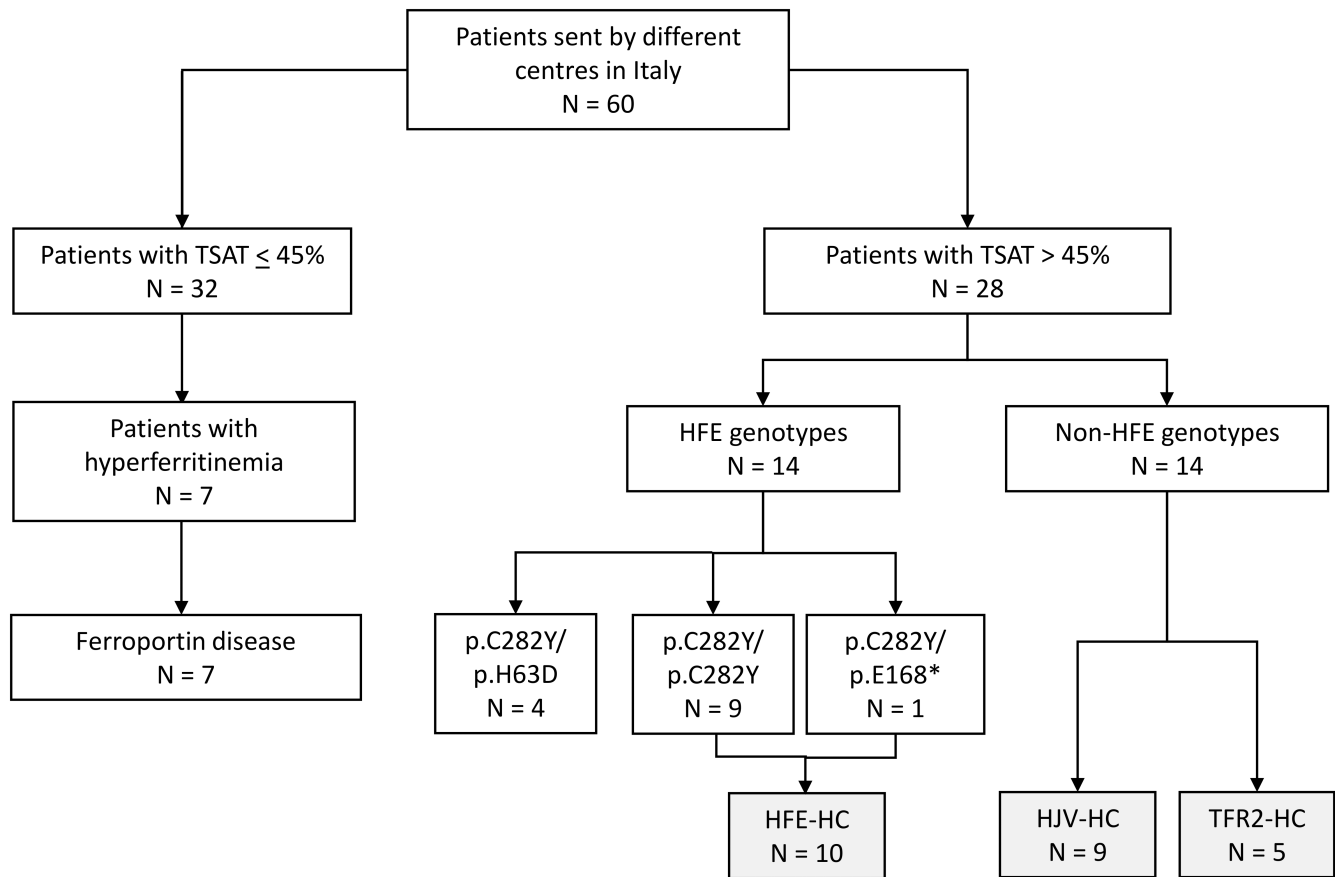 Patients sent by different
centres in Italy
N = 60
Patients with TSAT ≤ 45%
N = 32
Patients with TSAT > 45%
N = 28
Patients with
hyperferritinemia
N = 7
HFE genotypes
N = 14
Non-HFE genotypes
N = 14
Ferroportin disease
N = 7
p.C282Y/
p.H63D
N = 4
p.C282Y/
p.C282Y
N = 9
p.C282Y/
p.E168*
N = 1
HFE-HC
N = 10
HJV-HC
N = 9
TFR2-HC
N = 5